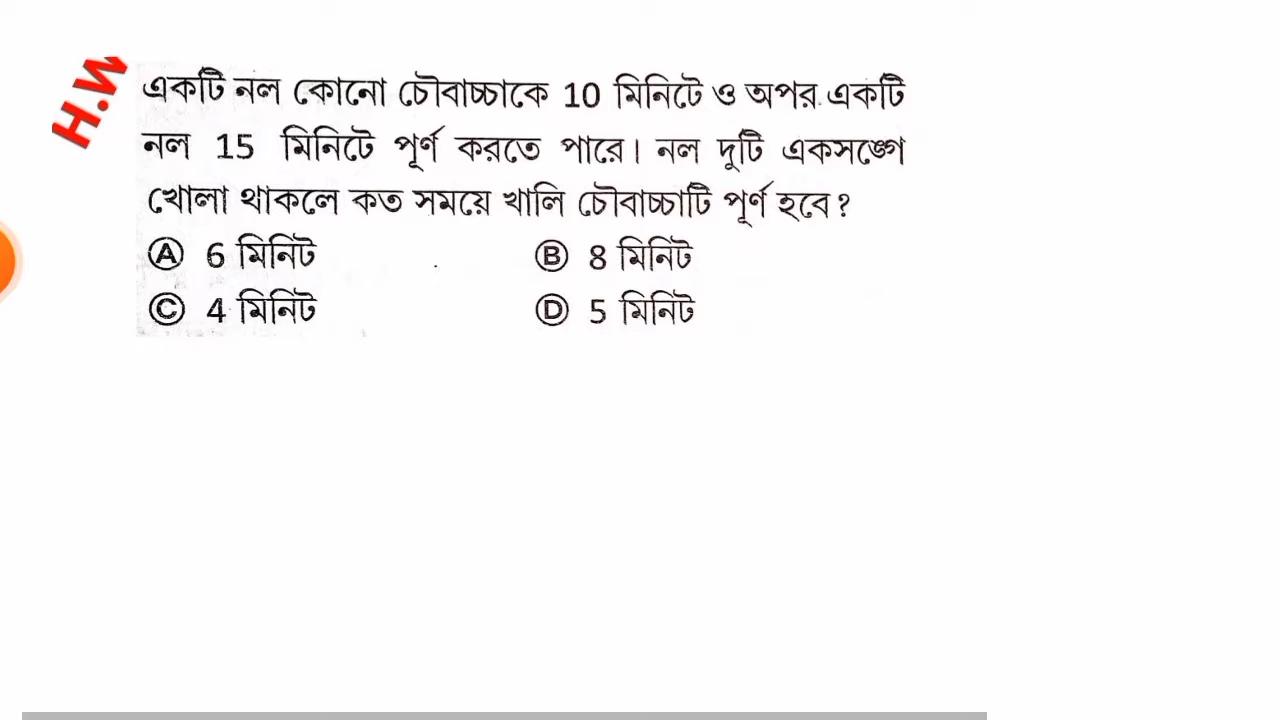 H.W
একটি নল কোনো চৌবাচ্চাকে 10 মিনিটে ও অপর একটি
নল 15 মিনিটে পূর্ণ করতে পারে। নল দুটি একসঙ্গে
খোলা থাকলে কত সময়ে খালি চৌবাচ্চাটি পূর্ণ হবে?
Ⓐ 6 মিনিট Ⓑ 8 মিনিট
Ⓒ 4 মিনিট Ⓓ 5 মিনিট